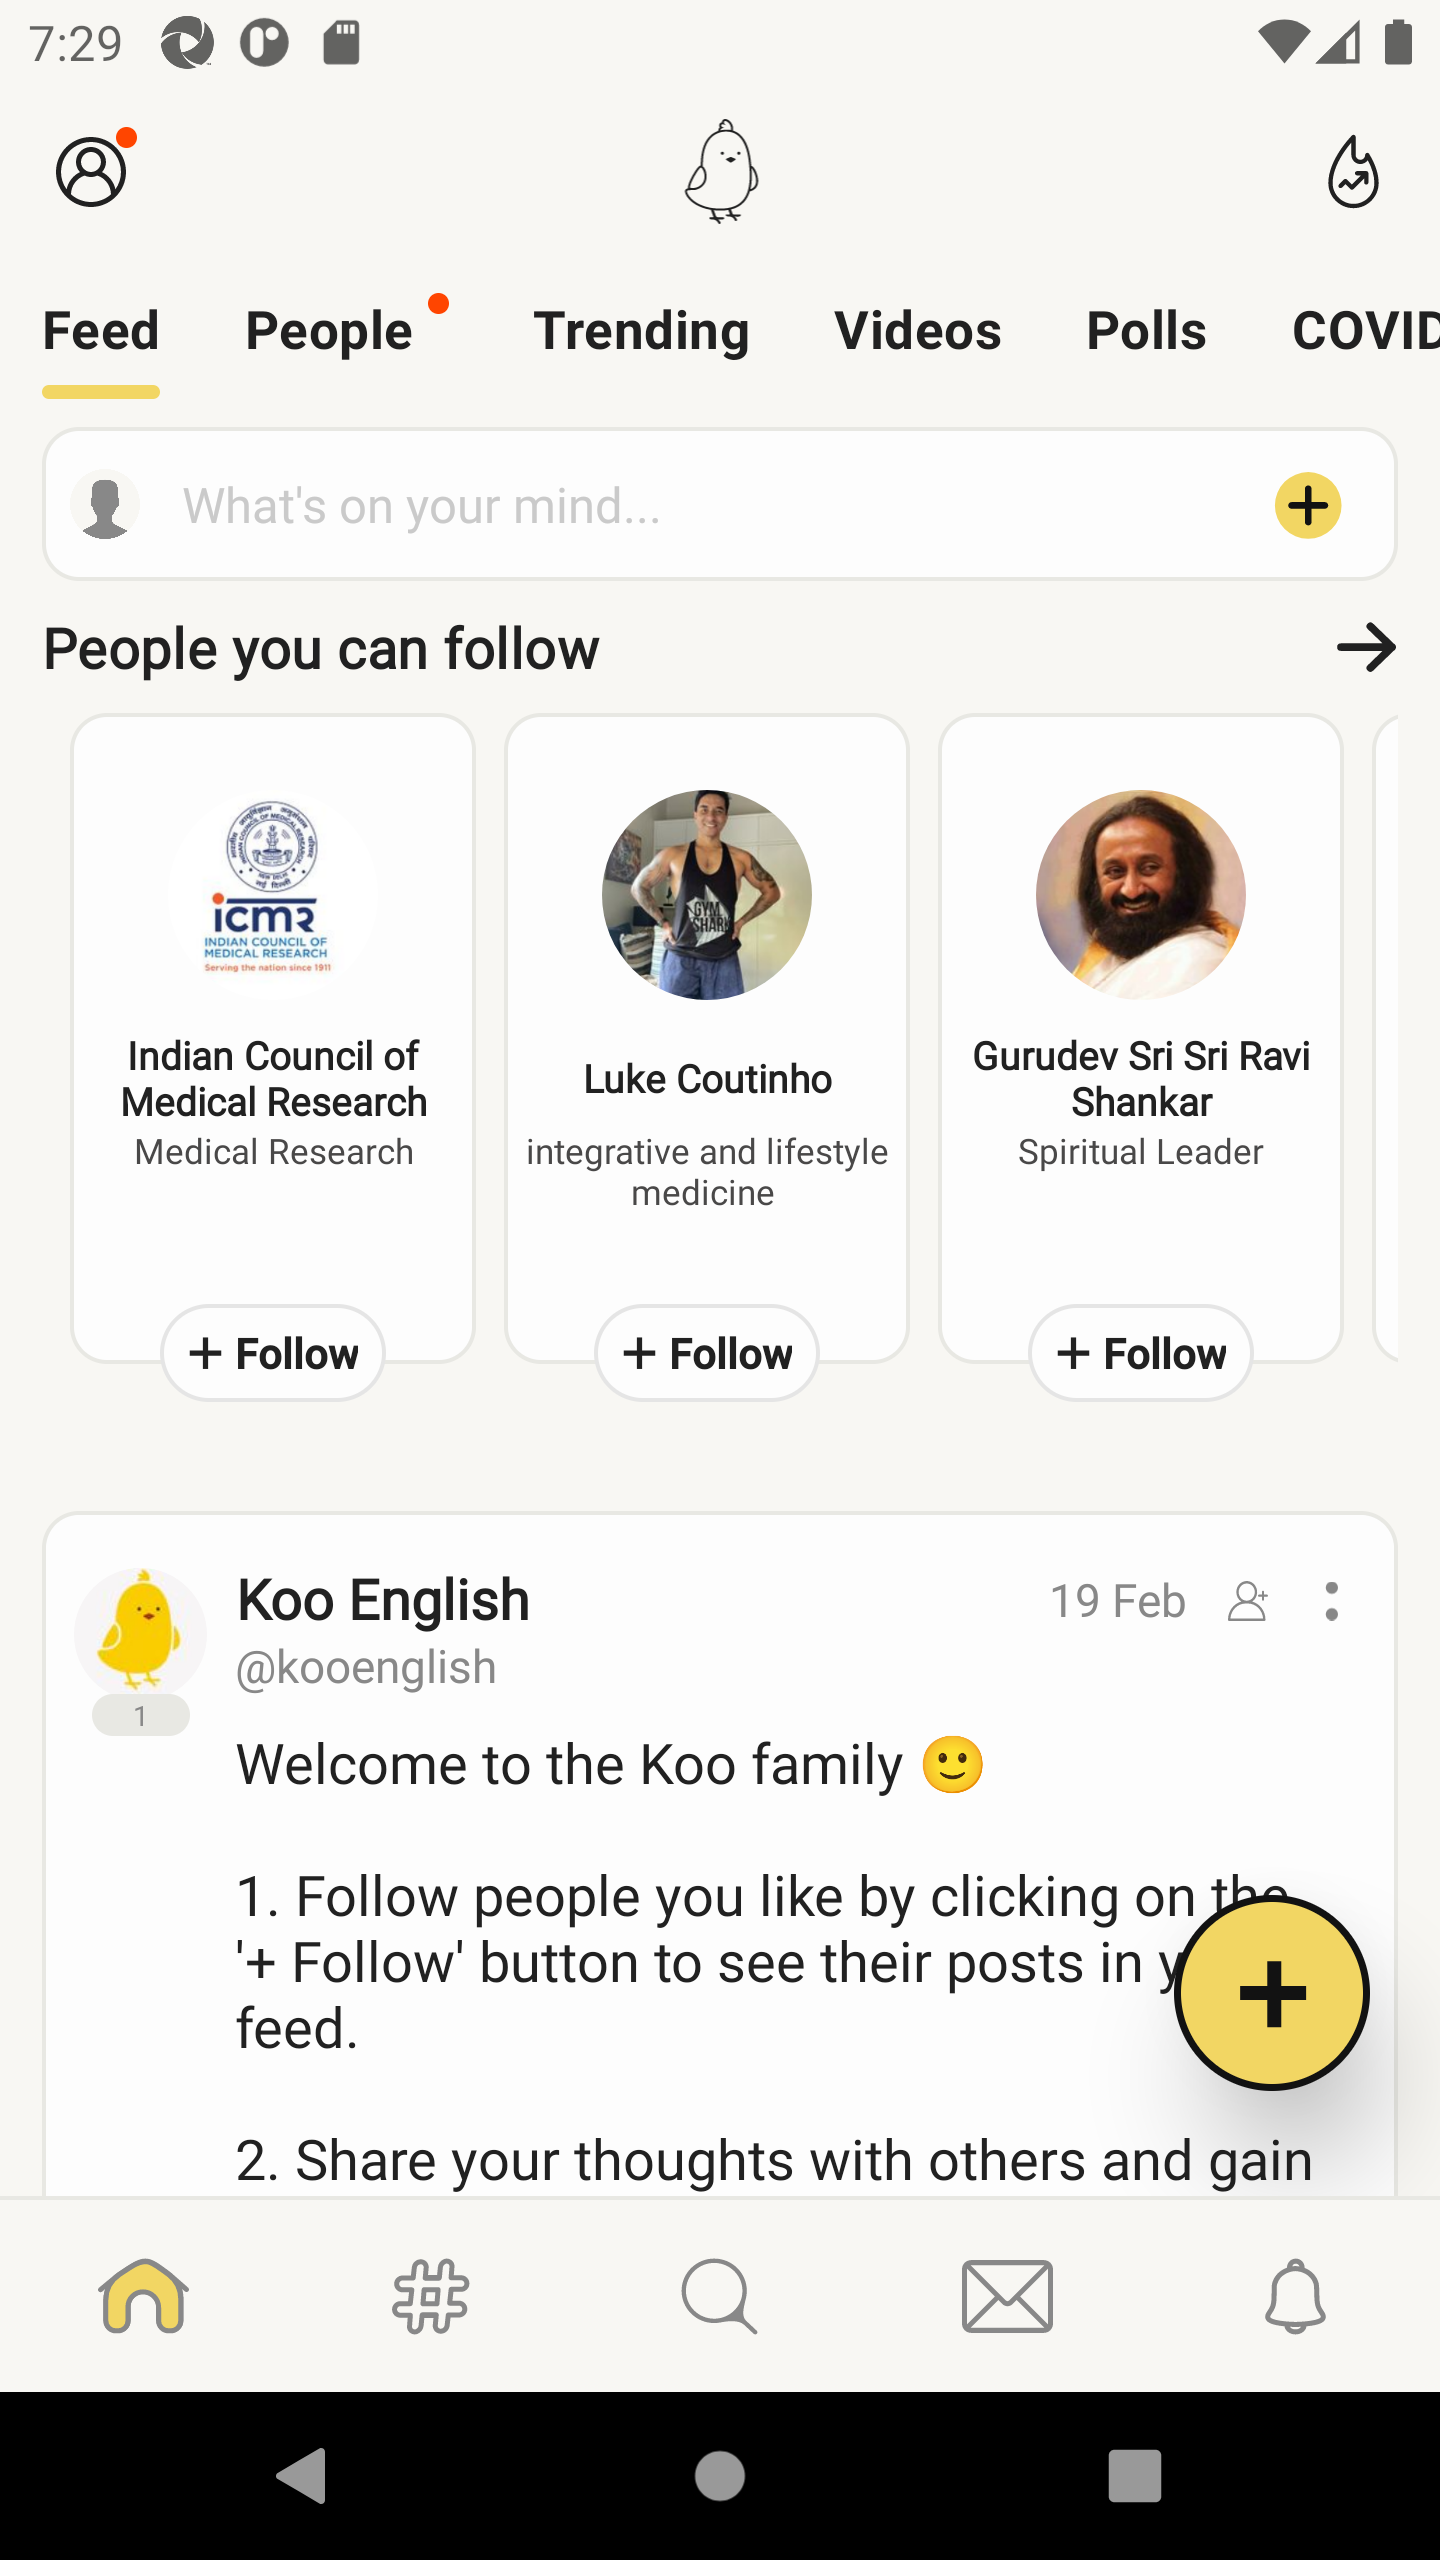 7:29
Feed People Trending Videos Polls COVID
What's on your mind...
People you can follow
icmr
INDIAN COUNCIL OF
MEDICAL RESEARCH
Serving the nation since 1911
GYM
SHARK
Indian Council of
Medical Research
Medical Research
Luke Coutinho
integrative and lifestyle
medicine
Gurudev Sri Sri Ravi
Shankar
Spiritual Leader
+ Follow
+ Follow
+ Follow
Koo English
19 Feb
@kooenglish
1
Welcome to the Koo family 🙂
1. Follow people you like by clicking on the
'+ Follow' button to see their posts in y
feed.
2. Share your thoughts with others and gain